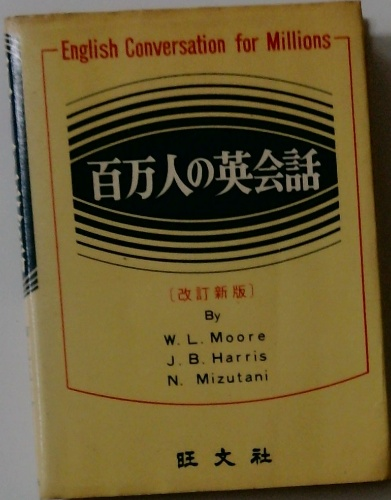 English Conversation for Millions
百万人の英会話
〔改訂新版〕
By
W. L. Moore
J. B. Harris
N. Mizutani
旺文社